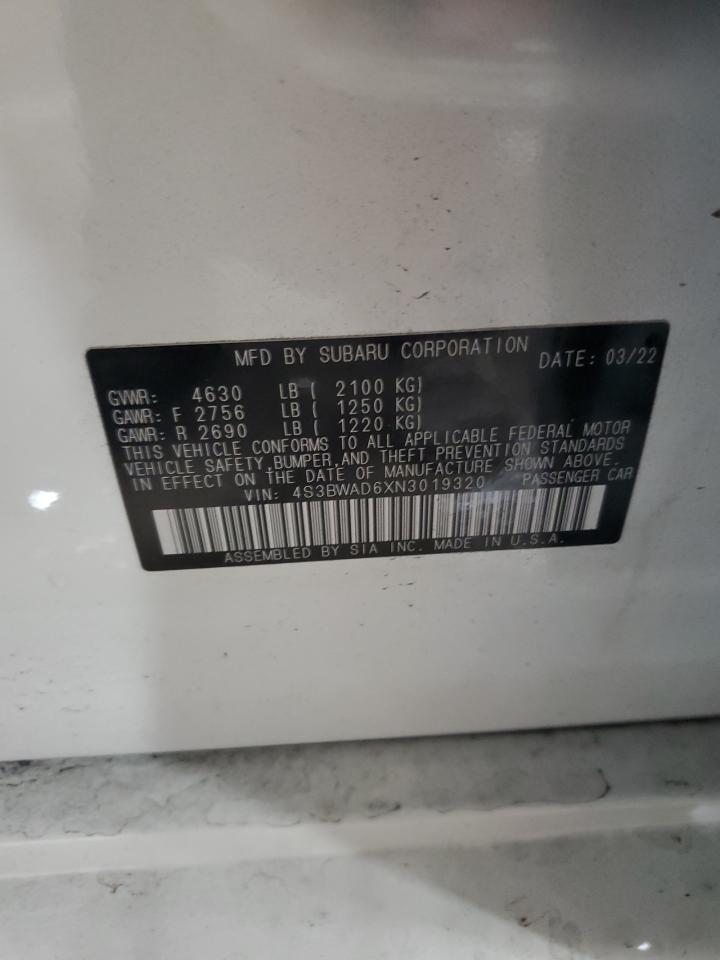 MFD BY SUBARU CORPORATION DATE: 03/22
GVWR: 4630 LB ( 2100 KG)
GAWR: F 2756 LB ( 1250 KG)
GAWR: R 2690 LB ( 1220 KG)
THIS VEHICLE CONFORMS TO ALL APPLICABLE FEDERAL MOTOR
VEHICLE SAFETY,BUMPER,AND THEFT PREVENTION STANDARDS
IN EFFECT ON THE DATE OF MANUFACTURE SHOWN ABOVE.
VIN: 4S3BWAD6XN3019320 PASSENGER CAR
ASSEMBLED BY SIA INC. MADE IN U.S.A.